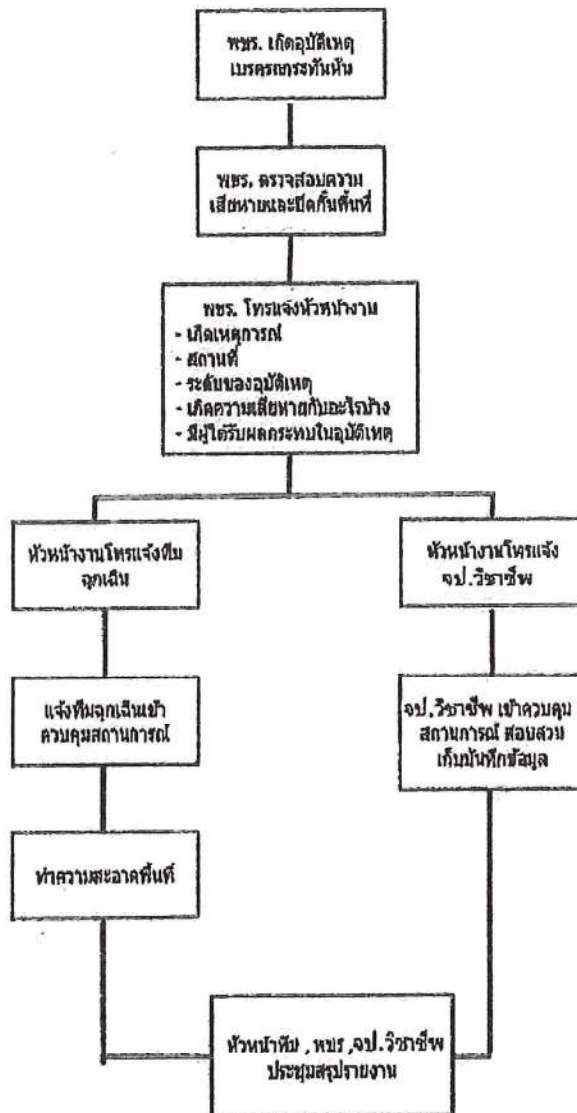 พขร. เกิดอุบัติเหตุ
เบรครถกระทันหัน
พขร. ตรวจสอบความ
เสียหายและปิดกั้นพื้นที่
พขร. โทรแจ้งหัวหน้างาน
- เกิดเหตุการณ์
- สถานที่
- ระดับของอุบัติเหตุ
- เกิดความเสียหายกับอะไรบ้าง
- มีผู้ได้รับผลกระทบในอุบัติเหตุ
หัวหน้างานโทรแจ้งทีม
ฉุกเฉิน
หัวหน้างานโทรแจ้ง
จป.วิชาชีพ
แจ้งทีมฉุกเฉินเข้า
ควบคุมสถานการณ์
จป.วิชาชีพ เข้าควบคุม
สถานการณ์ สอบสวน
เก็บบันทึกข้อมูล
ทำความสะอาดพื้นที่
หัวหน้าทีม , พขร ,จป.วิชาชีพ
ประชุมสรุปรายงาน